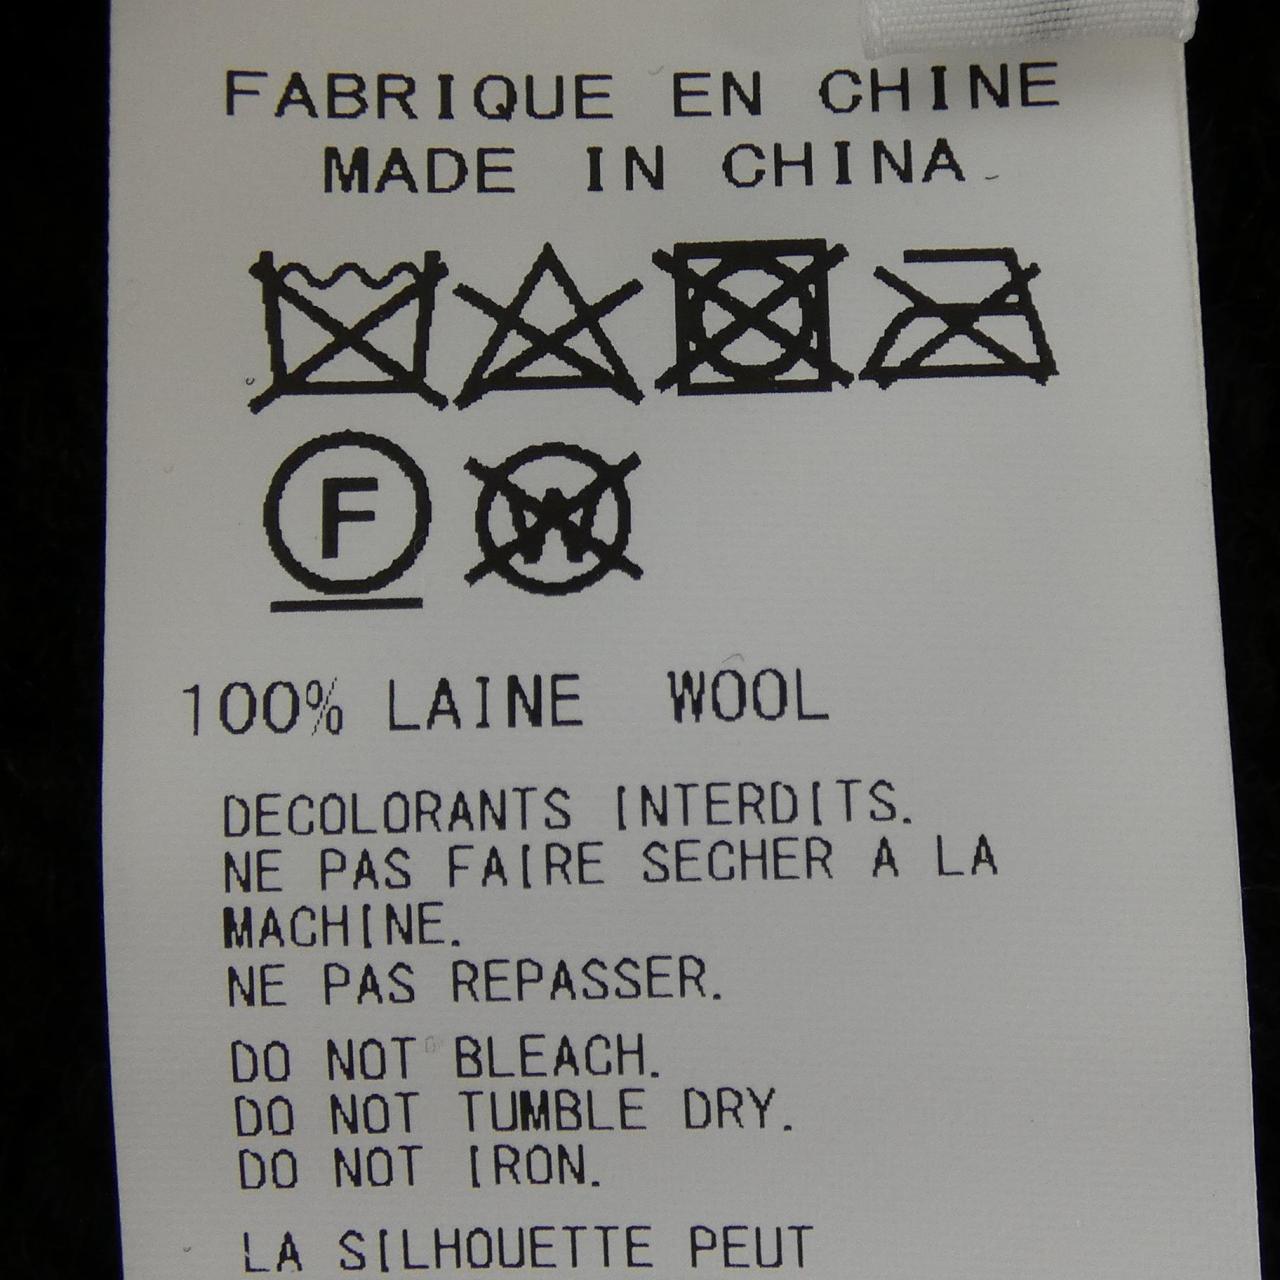 FABRIQUE EN CHINE
MADE IN CHINA
F
W
100% LAINE WOOL
DECOLORANTS INTERDITS.
NE PAS FAIRE SECHER A LA
MACHINE.
NE PAS REPASSER.
DO NOT BLEACH.
DO NOT TUMBLE DRY.
DO NOT IRON.
LA SILHOUETTE PEUT